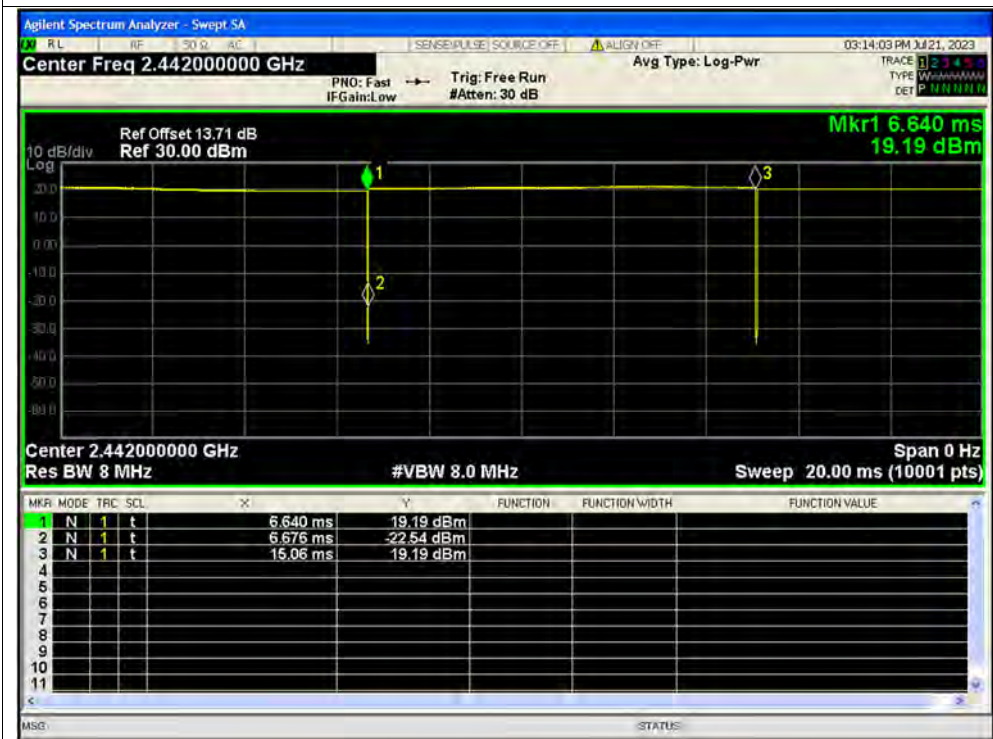 Agilent Spectrum Analyzer - Swept SA
RL RF 50 Ω AC SENSE:PULSE SOURCE OFF ALIGN OFF 03:14:03 PM Jul 21, 2023
Center Freq 2.442000000 GHz
Avg Type: Log-Pwr
TRACE 1 2 3 4 5 6
PNO: Fast Trig: Free Run
TYPE
IFGain:Low #Atten: 30 dB
DET P N N N N N
Mkr1 6.640 ms
19.19 dBm
Ref Offset 13.71 dB
10 dB/div Ref 30.00 dBm
Log
1 3
20.0
10.0
0.00
-10.0
2
-20.0
-30.0
-40.0
-50.0
-60.0
Center 2.442000000 GHz Span 0 Hz
Res BW 8 MHz #VBW 8.0 MHz Sweep 20.00 ms (10001 pts)
MKR MODE TRC SCL X Y FUNCTION FUNCTION WIDTH FUNCTION VALUE
1 N 1 t 6.640 ms 19.19 dBm
2 N 1 t 6.676 ms -22.54 dBm
3 N 1 t 15.06 ms 19.19 dBm
4
5
6
7
8
9
10
11
MSG STATUS